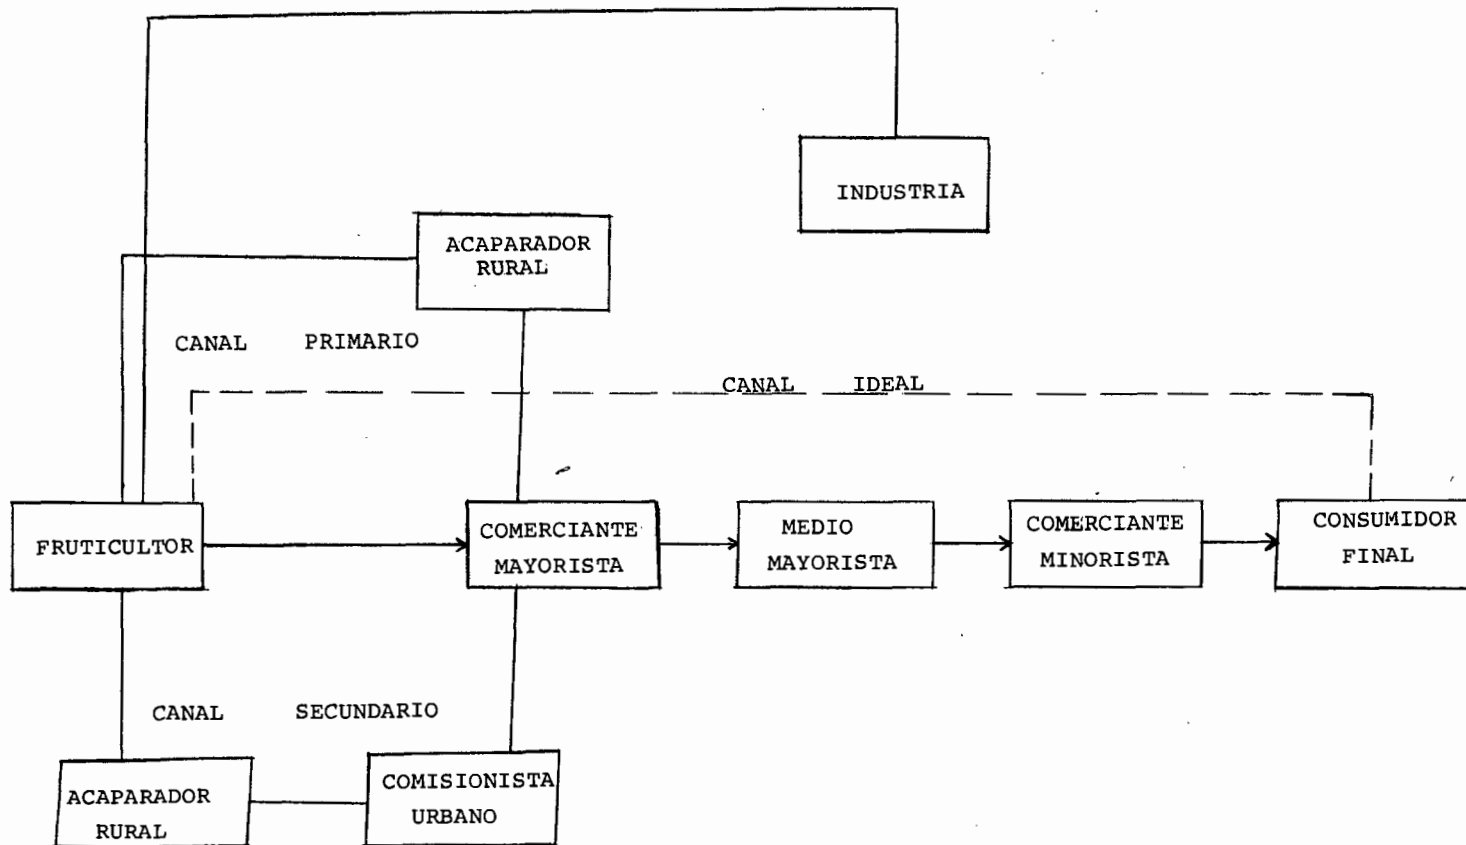 INDUSTRIA
ACAPARADOR
RURAL
CANAL PRIMARIO
CANAL IDEAL
FRUTICULTOR
COMERCIANTE
MAYORISTA
MEDIO
MAYORISTA
COMERCIANTE
MINORISTA
CONSUMIDOR
FINAL
CANAL SECUNDARIO
ACAPARADOR
RURAL
COMISIONISTA
URBANO